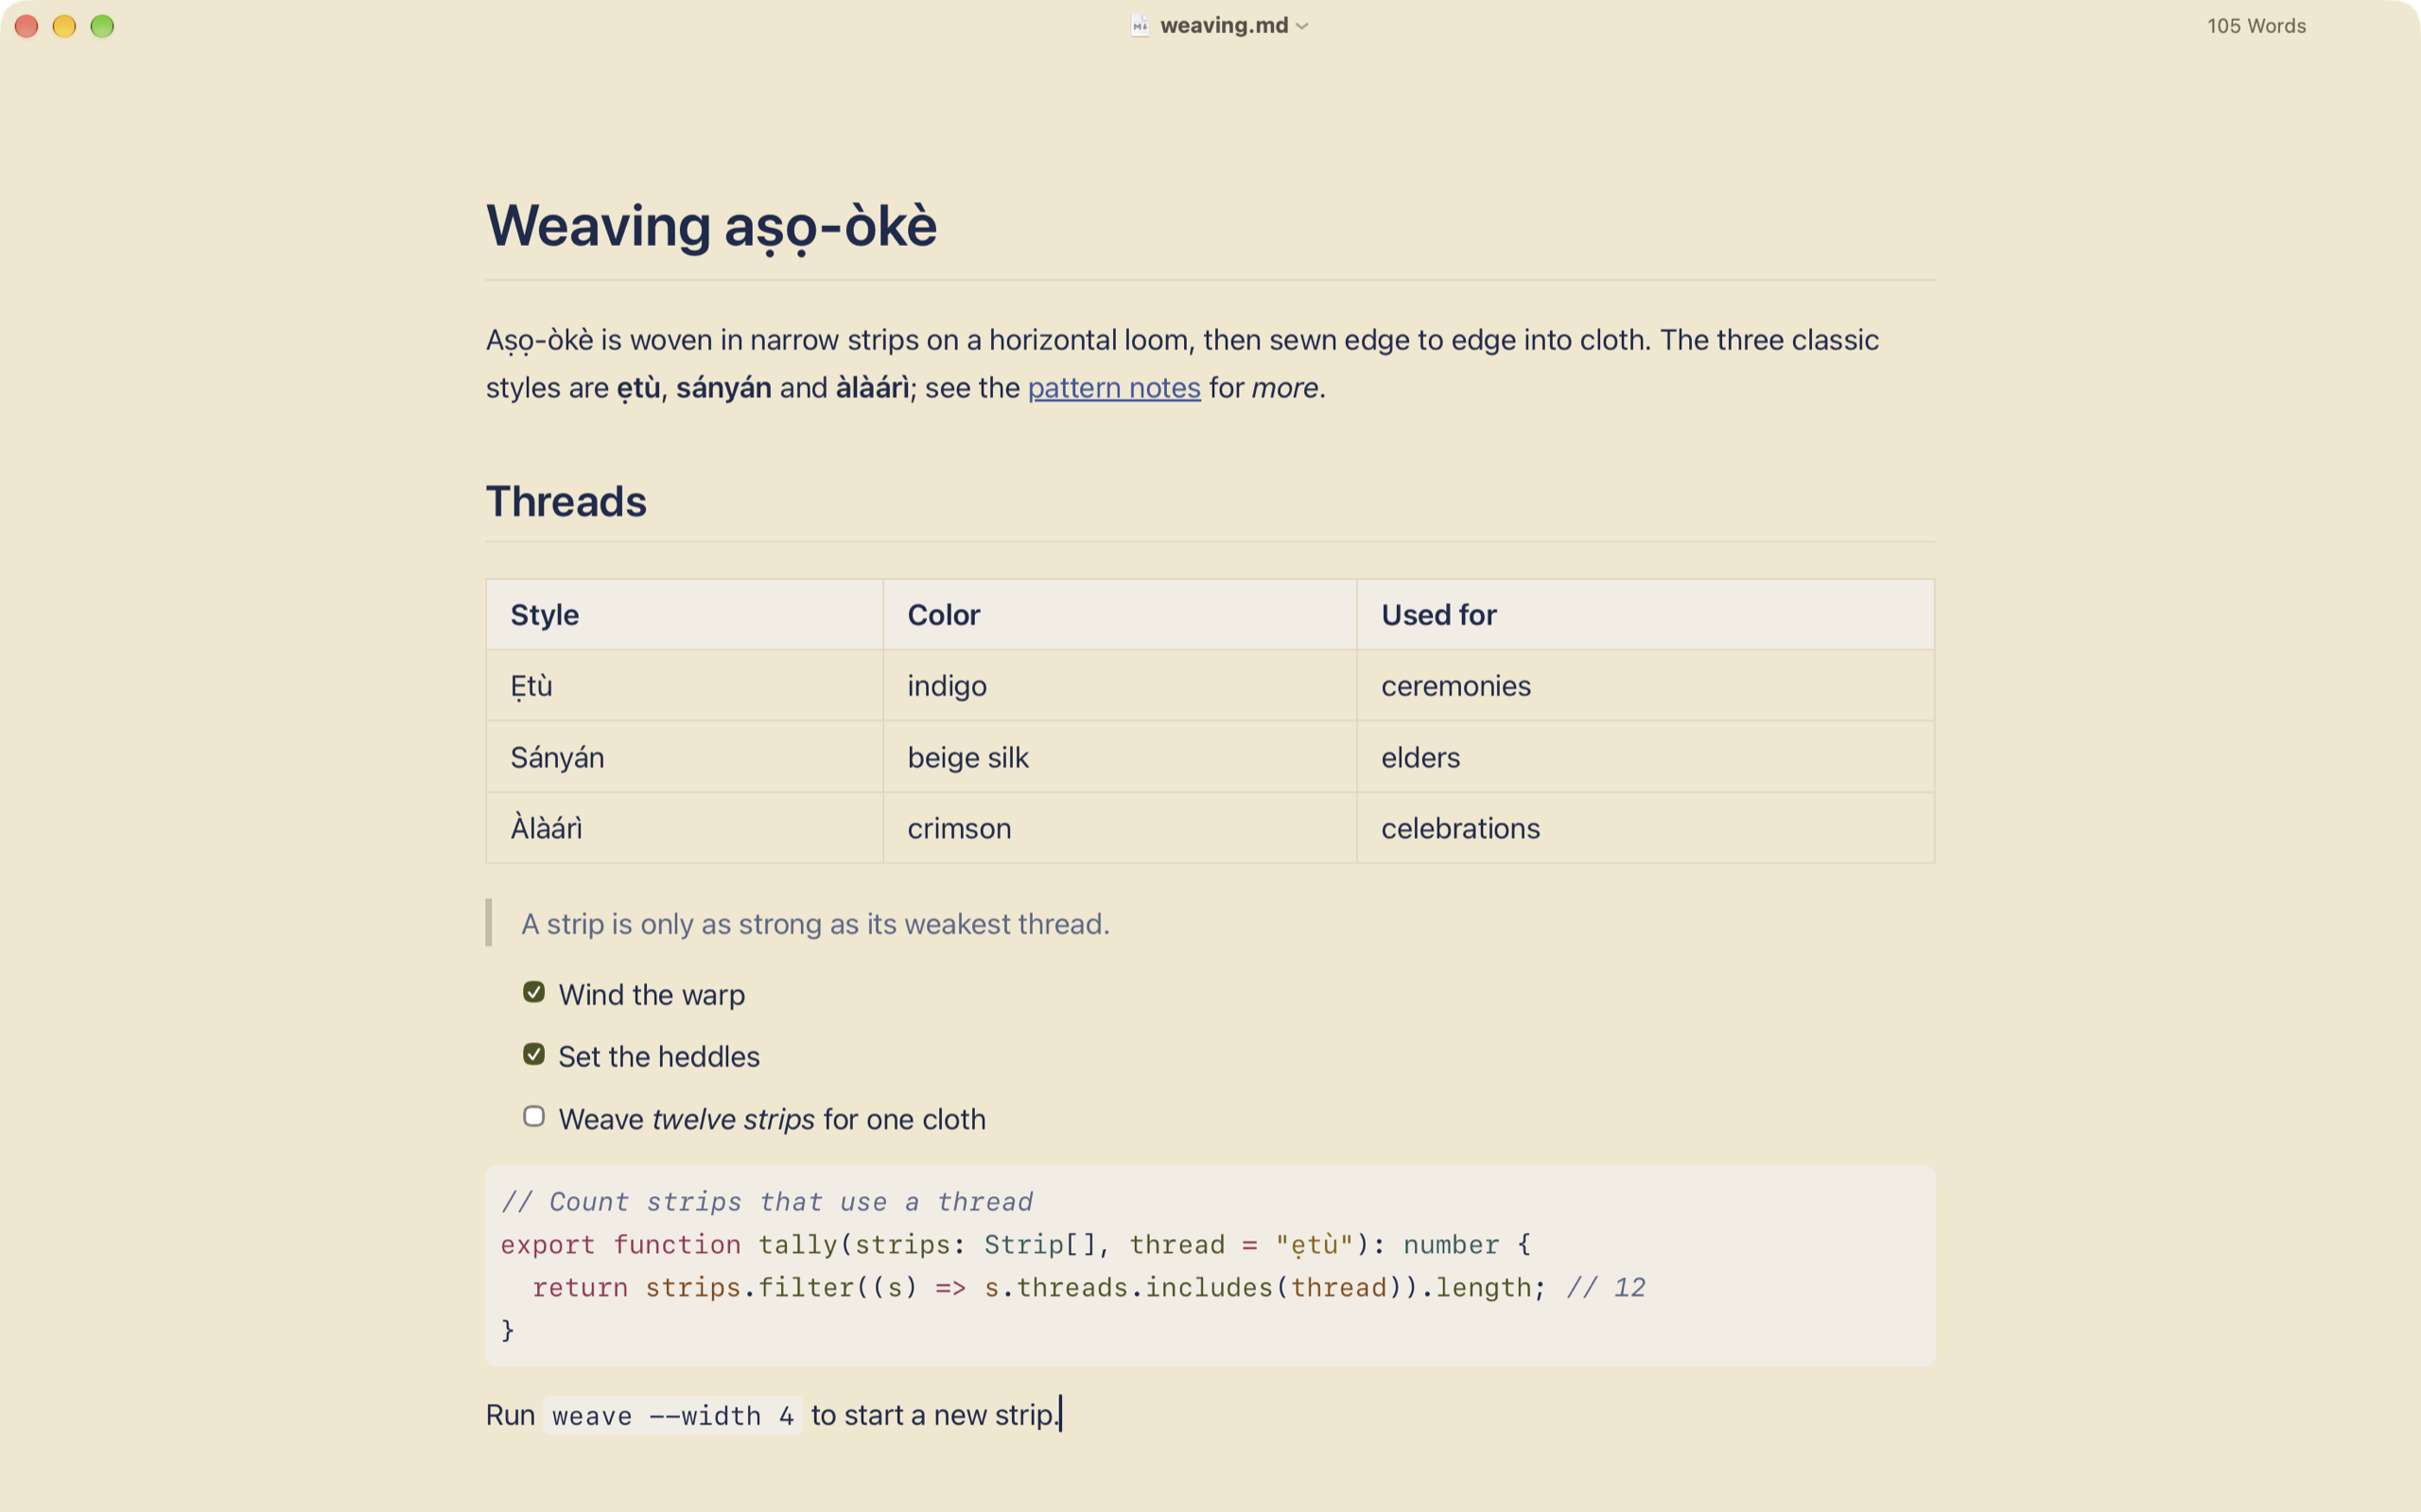 weaving.md
105 Words
Weaving aṣọ-òkè
Aṣọ-òkè is woven in narrow strips on a horizontal loom, then sewn edge to edge into cloth. The three classic
styles are ẹtù, sányán and àlàárì; see the pattern notes for more.
Threads
Style Color Used for
Ẹtù indigo ceremonies
Sányán beige silk elders
Àlàárì crimson celebrations
A strip is only as strong as its weakest thread.
Wind the warp
Set the heddles
Weave twelve strips for one cloth
// Count strips that use a thread
export function tally(strips: Strip[], thread = "ẹtù"): number {
  return strips.filter((s) => s.threads.includes(thread)).length; // 12
}
Run weave --width 4 to start a new strip.